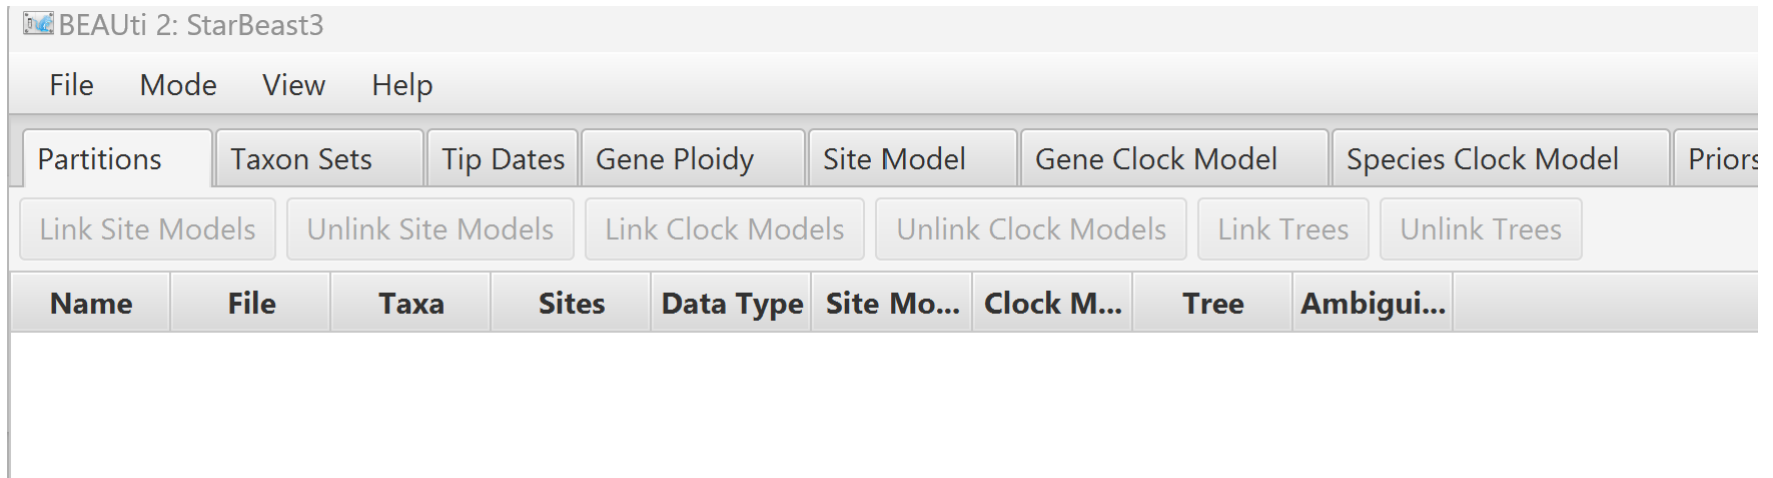 BEAUti 2: StarBeast3
File Mode View Help
Partitions Taxon Sets Tip Dates Gene Ploidy Site Model Gene Clock Model Species Clock Model Priors
Link Site Models Unlink Site Models Link Clock Models Unlink Clock Models Link Trees Unlink Trees
Name File Taxa Sites Data Type Site Mo... Clock M... Tree Ambigui...